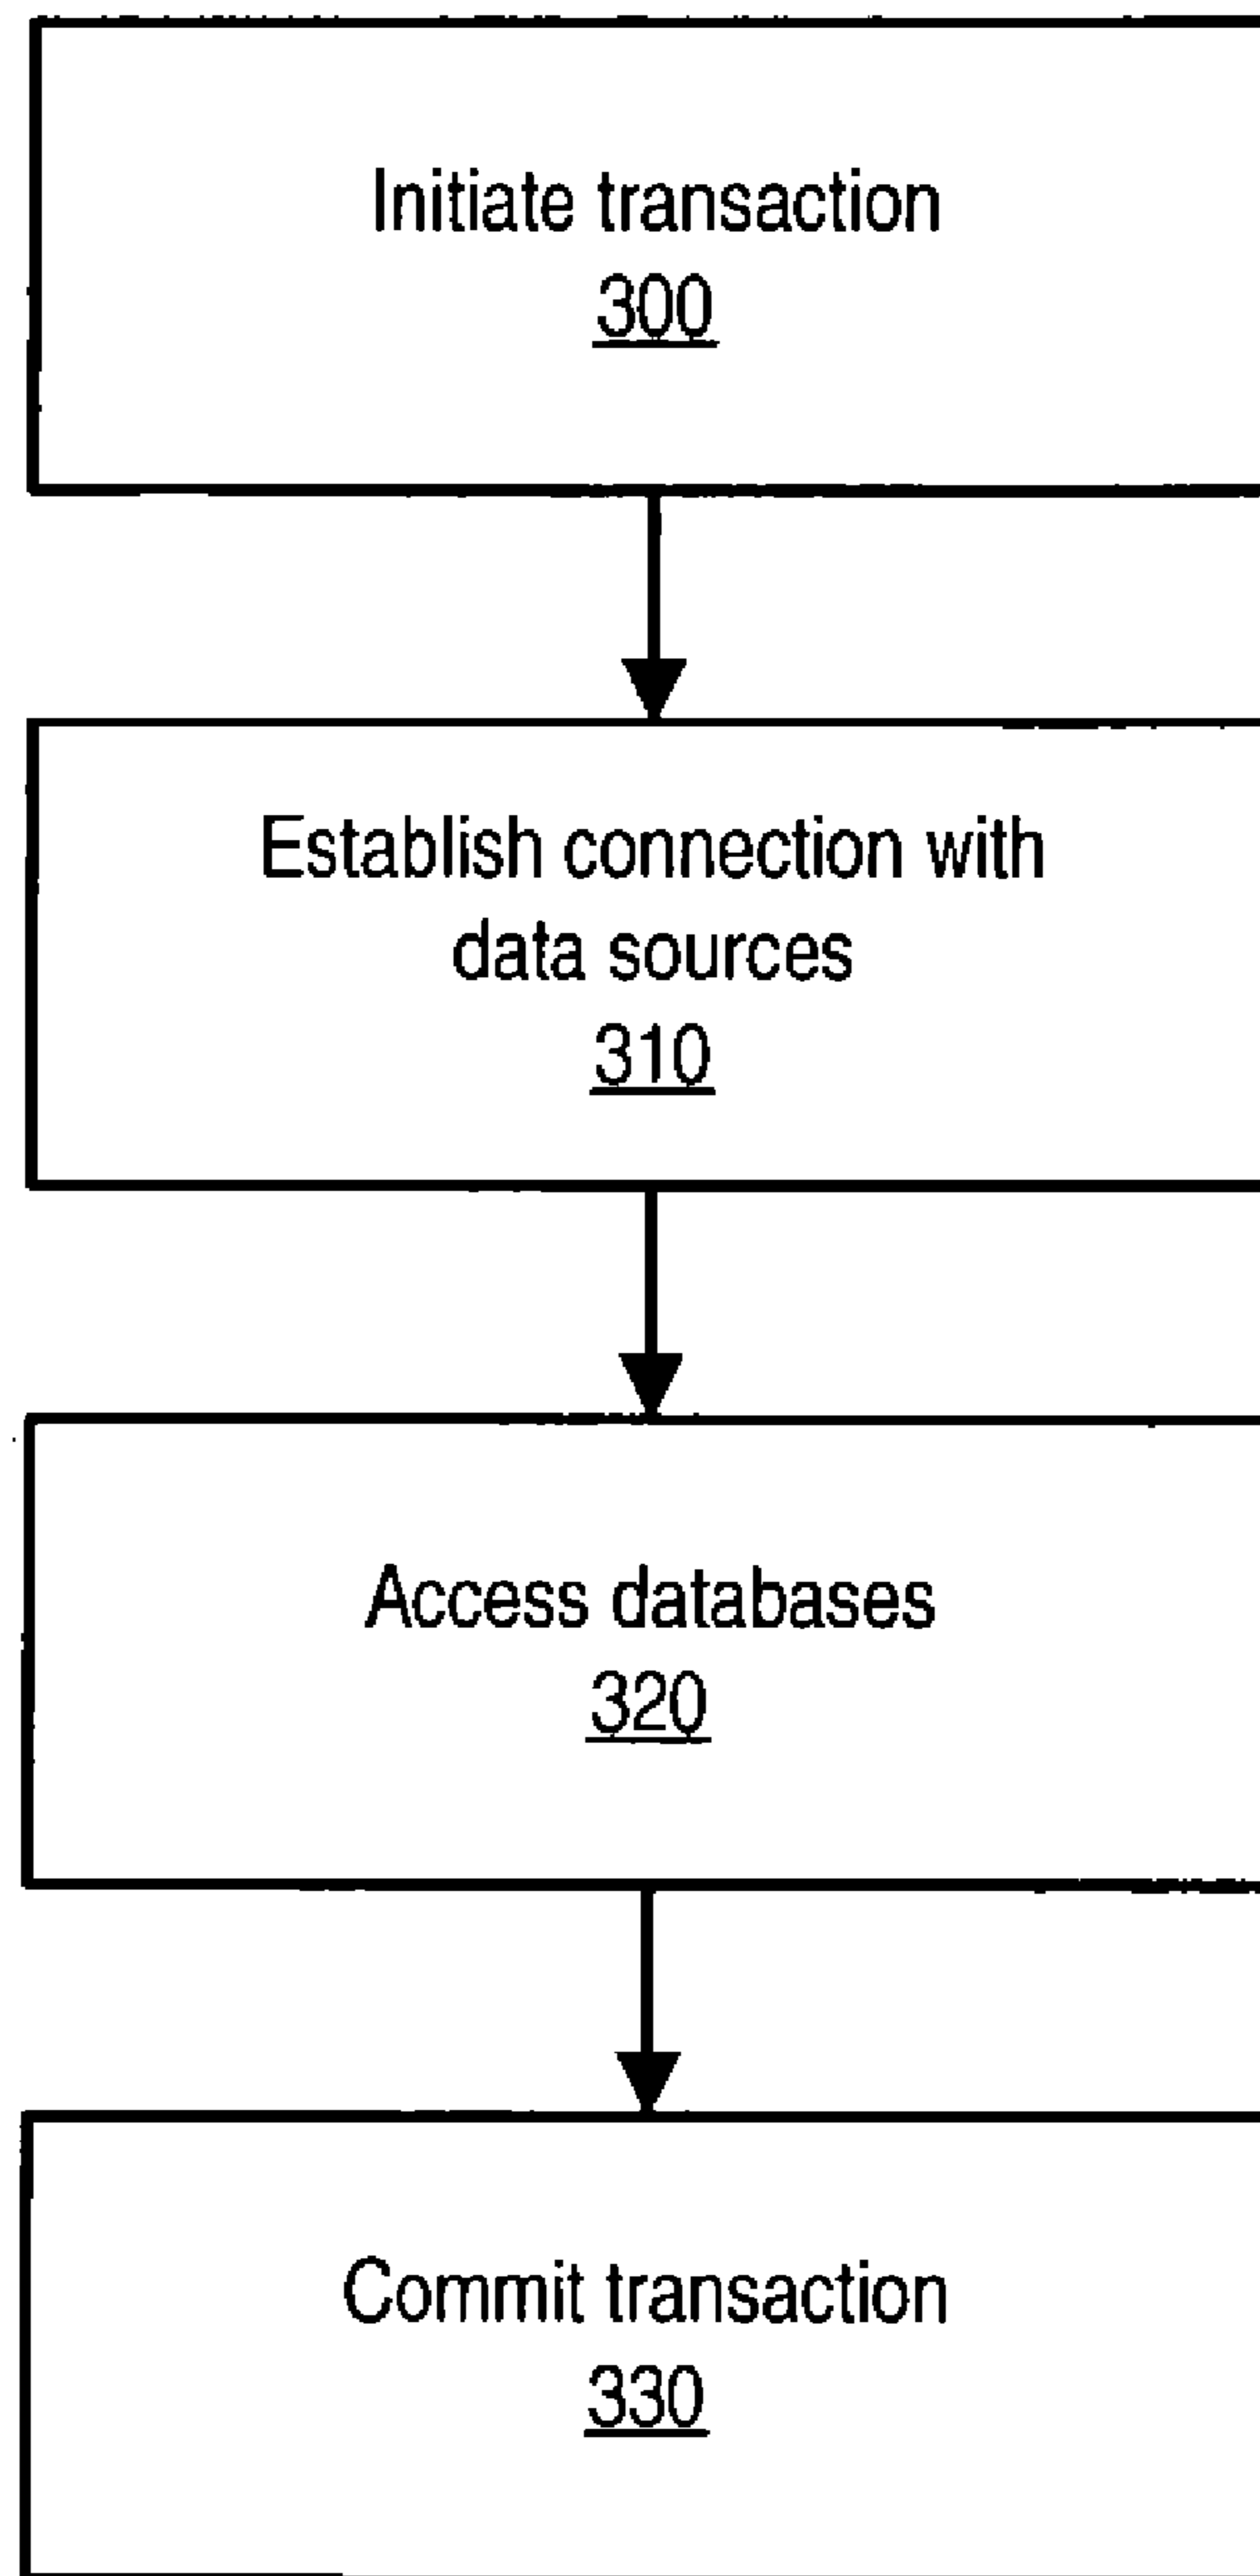 Initiate transaction
300
Establish connection with
data sources
310
Access databases
320
Commit transaction
330